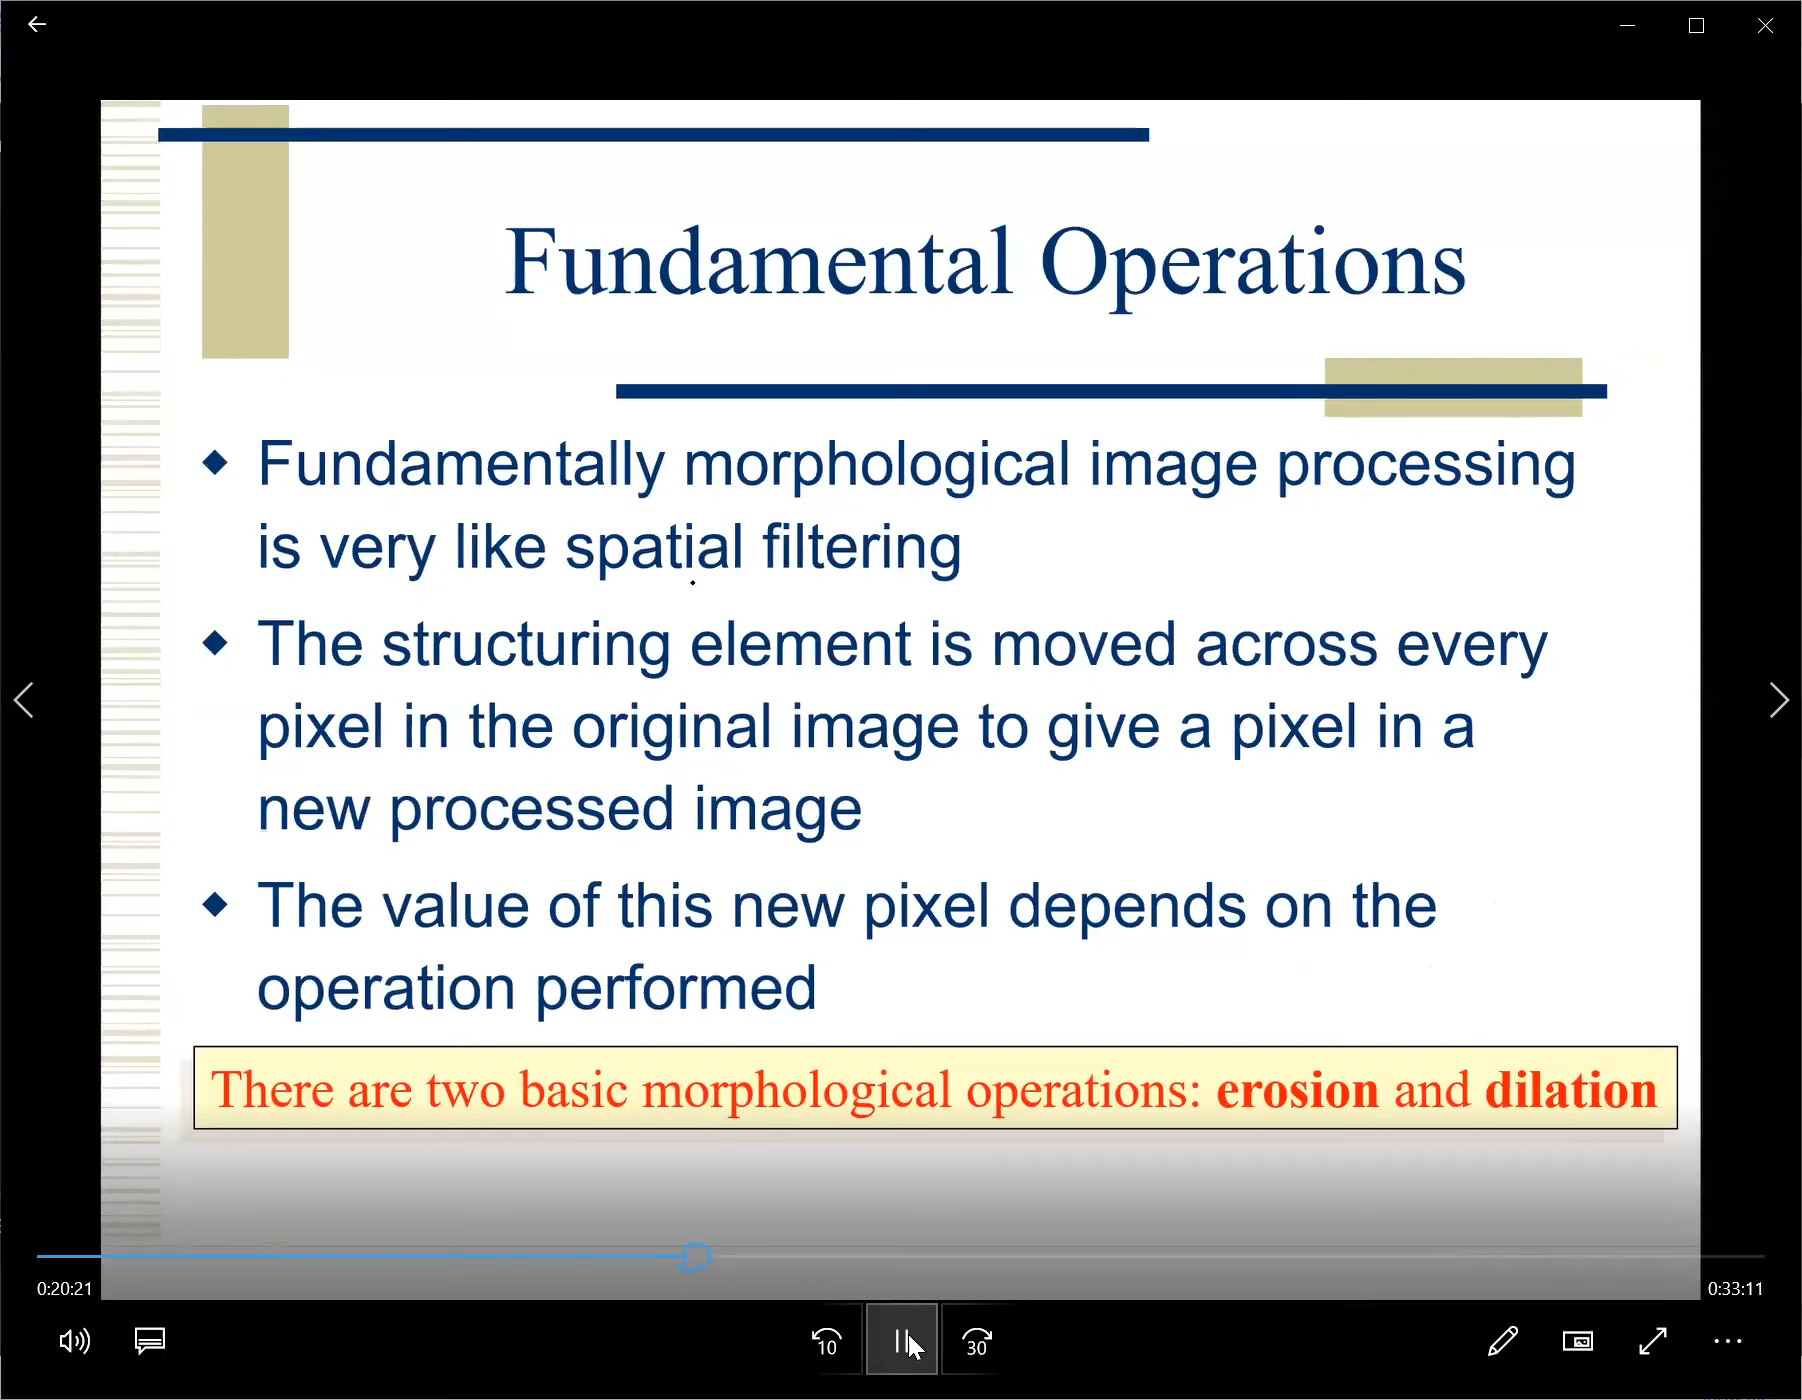 Fundamental Operations
Fundamentally morphological image processing
is very like spatial filtering
The structuring element is moved across every
pixel in the original image to give a pixel in a
new processed image
The value of this new pixel depends on the
operation performed
There are two basic morphological operations: erosion and dilation
0:20:21
0:33:11
10
30